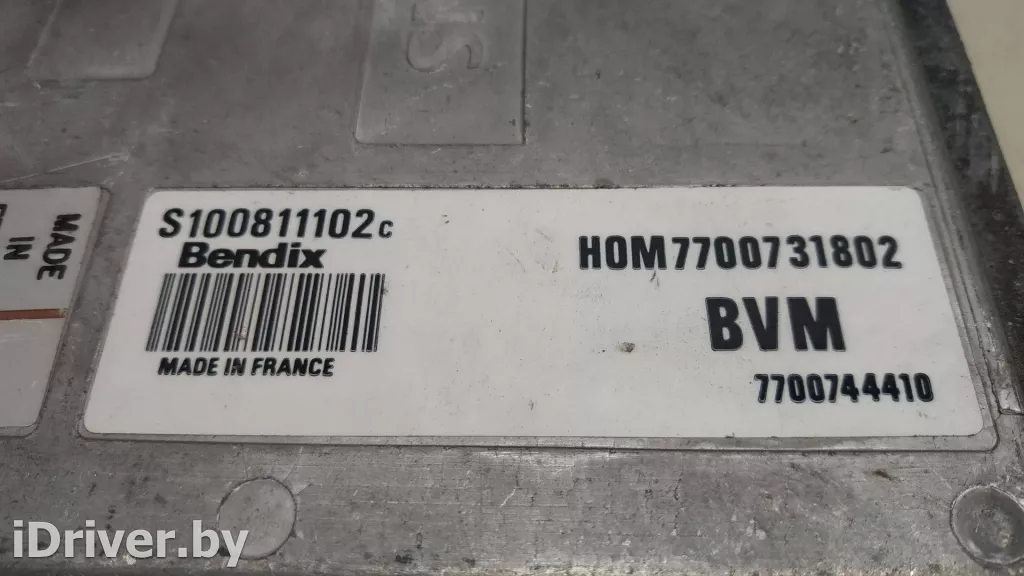 MADE
IN
S100811102c
Bendix
MADE IN FRANCE
HOM7700731802
BVM
7700744410
iDriver.by